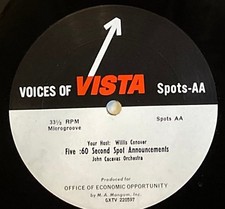 VOICES OF VISTA Spots-AA
33⅓ RPM Spots AA
Microgroove
Your Host: Willis Conover
Five :60 Second Spot Announcements
John Cacavas Orchestra
Produced for
OFFICE OF ECONOMIC OPPORTUNITY
by M. A. Mangum, Inc.
SXTV 220597